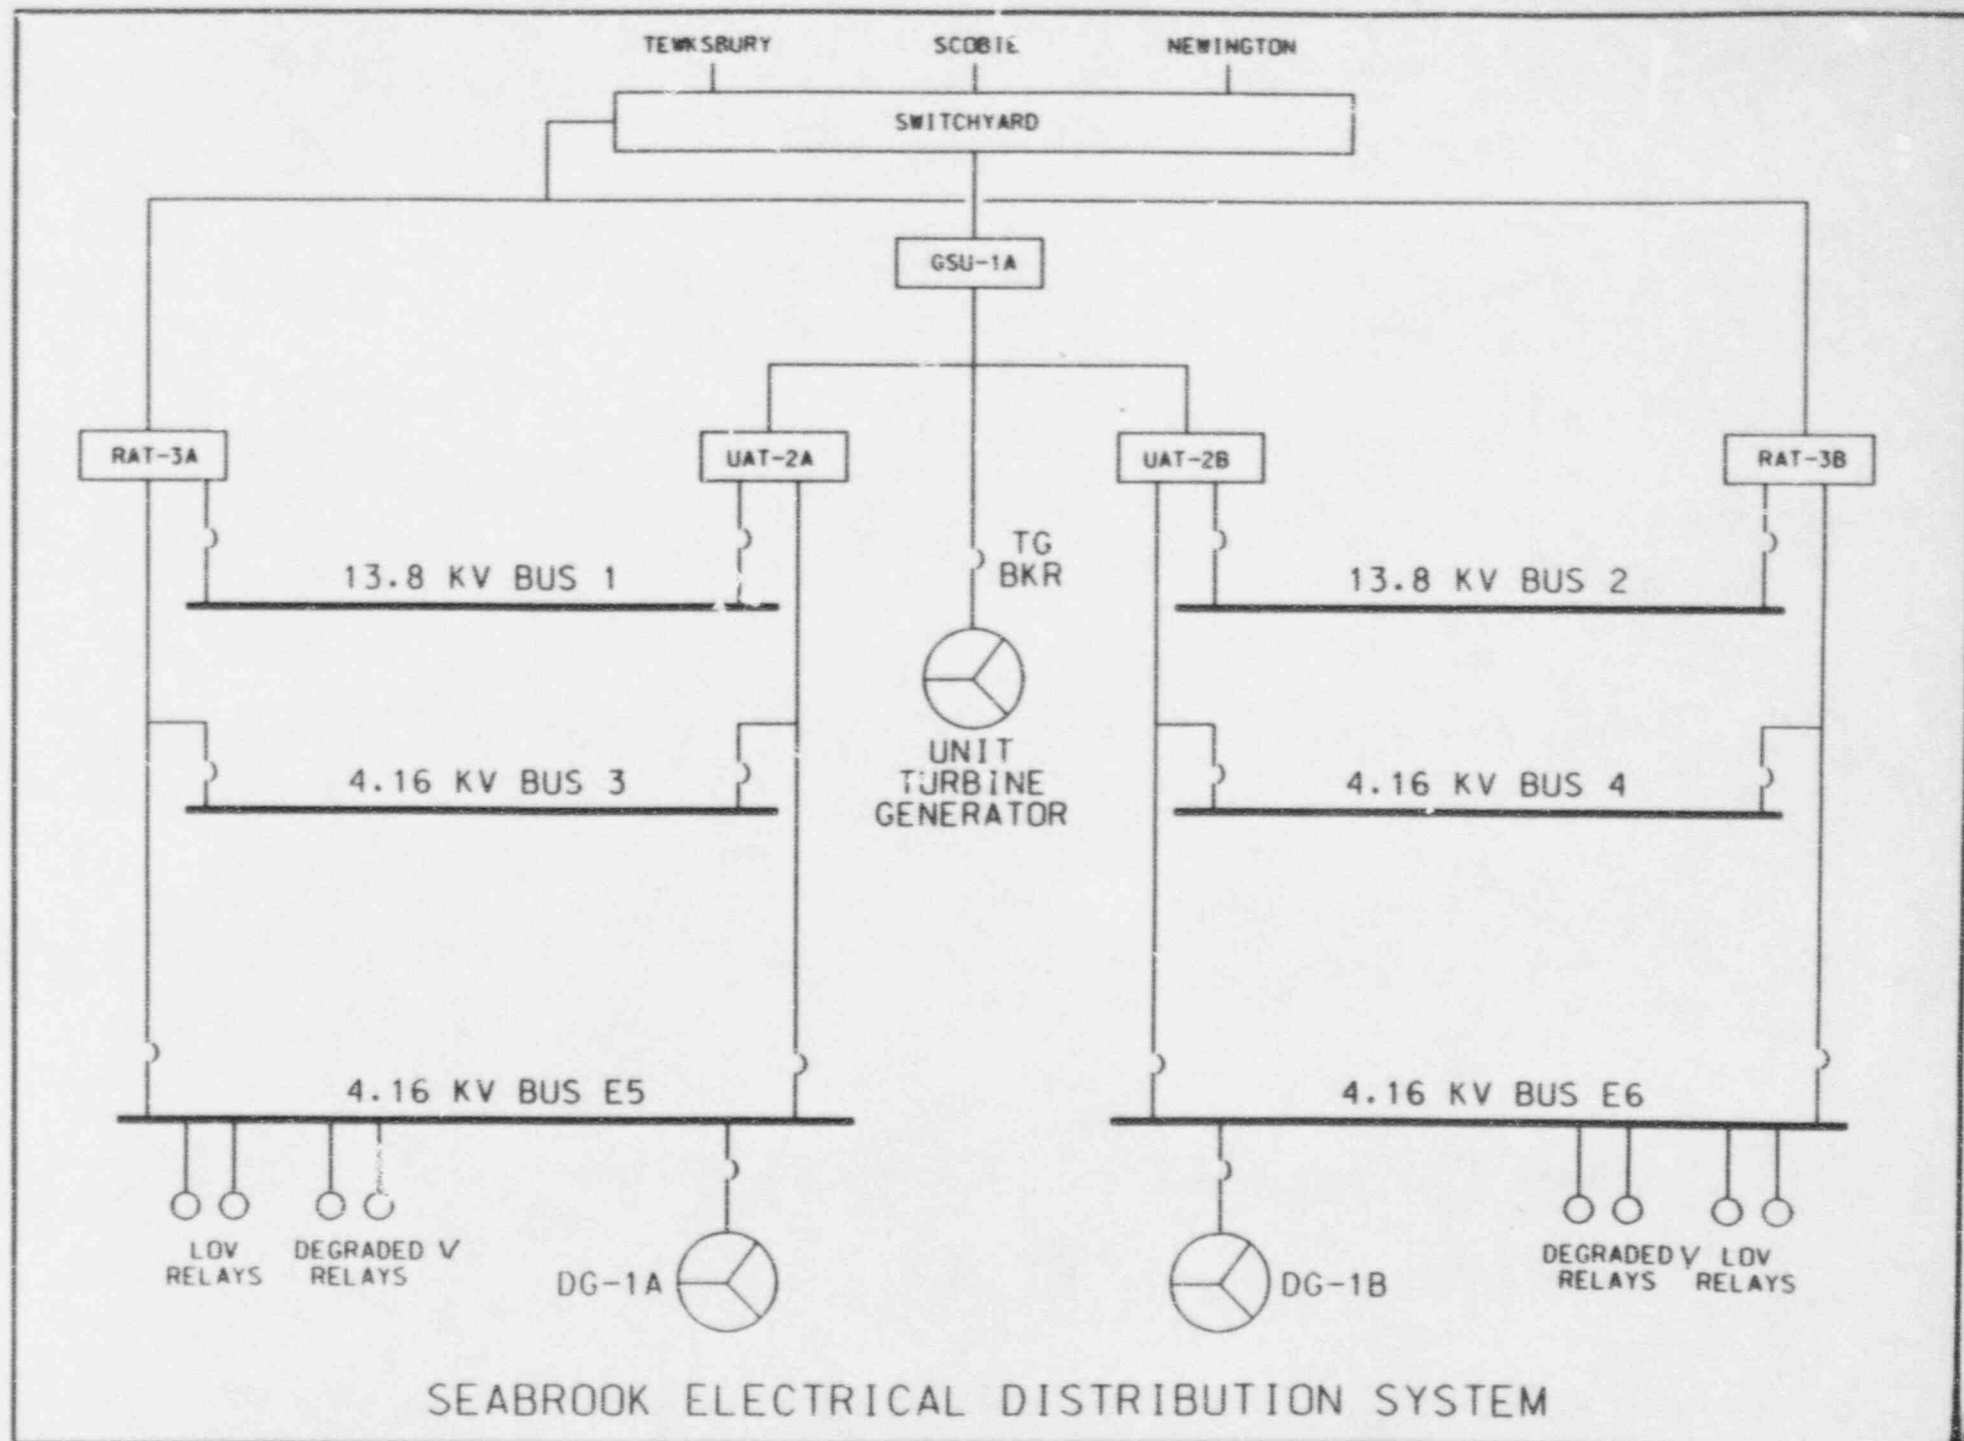 TEWKSBURY SCOBIE NEWINGTON
SWITCHYARD
GSU-1A
RAT-3A UAT-2A UAT-2B RAT-3B
TG
BKR
13.8 KV BUS 1 13.8 KV BUS 2
UNIT
TURBINE
GENERATOR
4.16 KV BUS 3 4.16 KV BUS 4
4.16 KV BUS E5 4.16 KV BUS E6
LOV
RELAYS
DEGRADED V
RELAYS
DG-1A
DG-1B
DEGRADED V
RELAYS
LOV
RELAYS
SEABROOK ELECTRICAL DISTRIBUTION SYSTEM